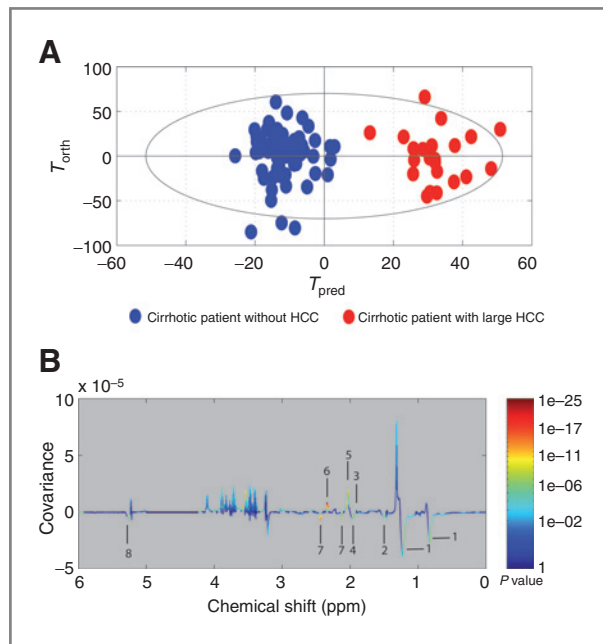 A
100
50
0
−50
−100
T orth
−60 −40 −20 0 20 40 60
T pred
Cirrhotic patient without HCC Cirrhotic patient with large HCC
B
10 x 10−5
5
0
−5
Covariance
6 5 4 3 2 1 0
Chemical shift (ppm)
6 5 3
8 7 7 4 2 1 1
1e−25
1e−17
1e−11
1e−06
1e−02
1
P value